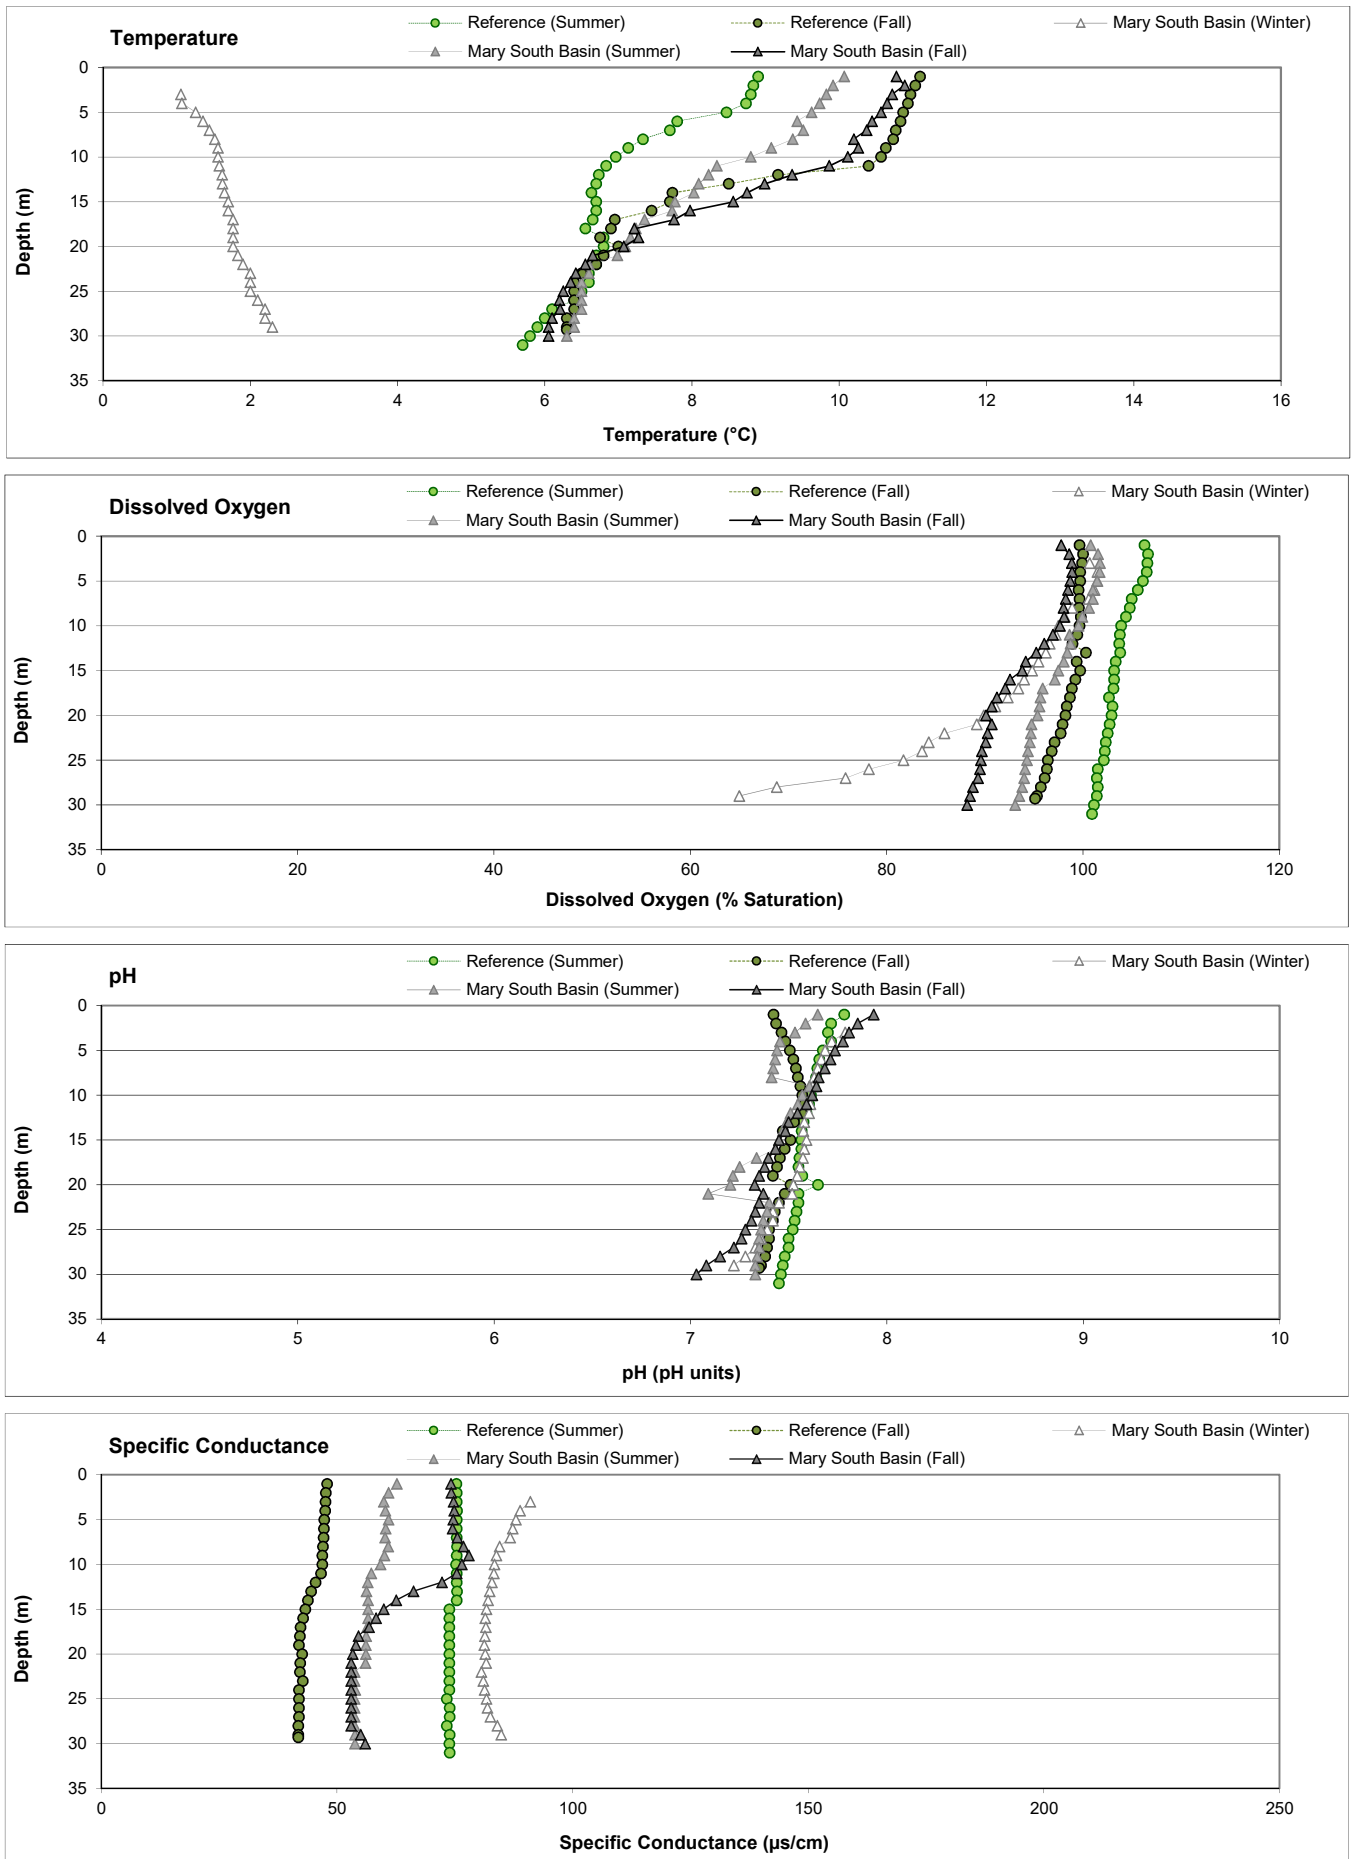 Temperature
Reference (Summer) Reference (Fall) Mary South Basin (Winter)
Mary South Basin (Summer) Mary South Basin (Fall)
0
5
10
15
20
25
30
35
Depth (m)
0 2 4 6 8 10 12 14 16
Temperature (°C)
Dissolved Oxygen
Reference (Summer) Reference (Fall) Mary South Basin (Winter)
Mary South Basin (Summer) Mary South Basin (Fall)
0
5
10
15
20
25
30
35
Depth (m)
0 20 40 60 80 100 120
Dissolved Oxygen (% Saturation)
pH
Reference (Summer) Reference (Fall) Mary South Basin (Winter)
Mary South Basin (Summer) Mary South Basin (Fall)
0
5
10
15
20
25
30
35
Depth (m)
4 5 6 7 8 9 10
pH (pH units)
Specific Conductance
Reference (Summer) Reference (Fall) Mary South Basin (Winter)
Mary South Basin (Summer) Mary South Basin (Fall)
0
5
10
15
20
25
30
35
Depth (m)
0 50 100 150 200 250
Specific Conductance (µs/cm)